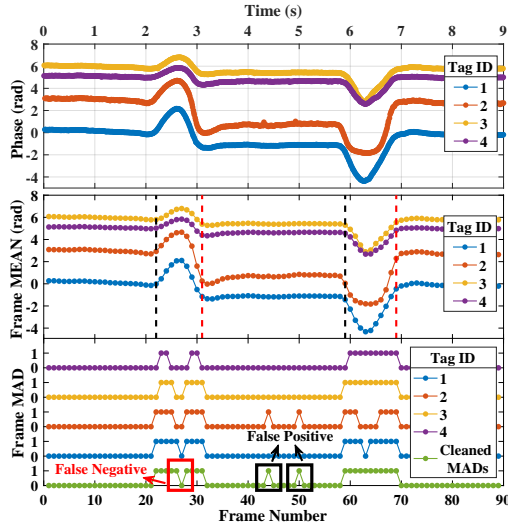 Time (s)
0 1 2 3 4 5 6 7 8 9
Phase (rad)
8
6
4
2
0
-2
-4
Tag ID
1
2
3
4
Frame MEAN (rad)
8
6
4
2
0
-2
-4
Tag ID
1
2
3
4
Frame MAD
1
0
1
0
1
0
1
0
1
0
Tag ID
1
2
3
4
Cleaned
MADs
False Negative
False Positive
0 10 20 30 40 50 60 70 80 89
Frame Number